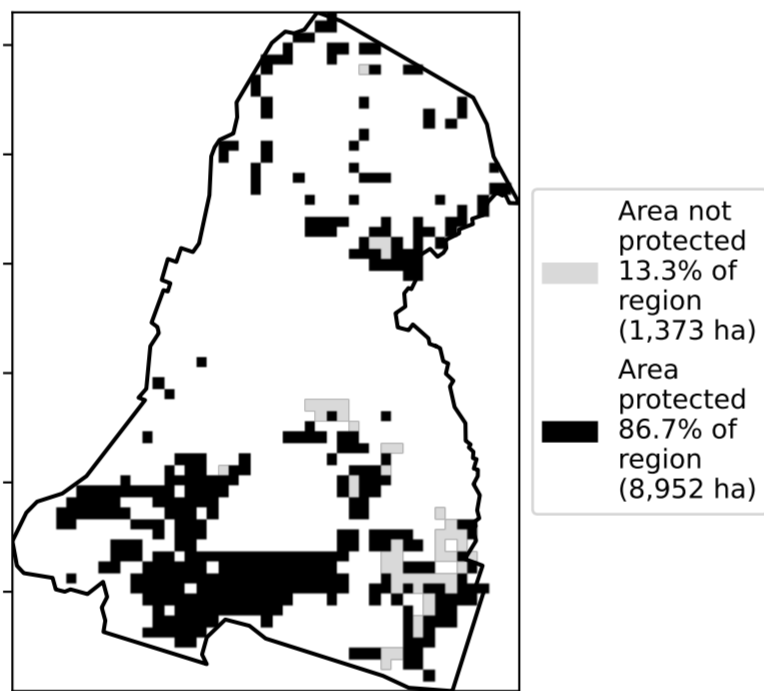 Area not
protected
13.3% of
region
(1,373 ha)
Area
protected
86.7% of
region
(8,952 ha)